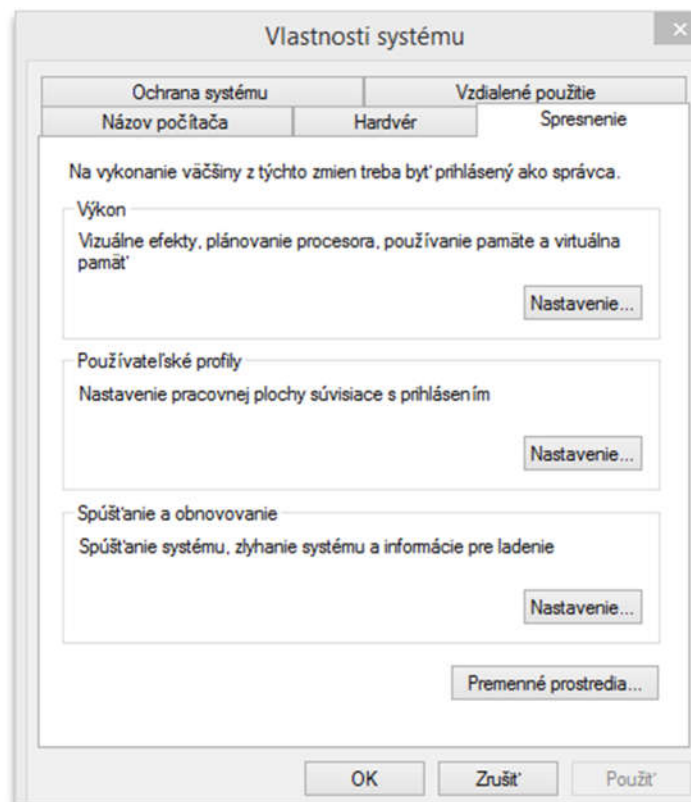 Vlastnosti systému
Ochrana systému
Vzdialené použitie
Názov počítača
Hardvér
Spresnenie
Na vykonanie väčšiny z týchto zmien treba byť prihlásený ako správca.
Výkon
Vizuálne efekty, plánovanie procesora, používanie pamäte a virtuálna
pamäť
Nastavenie...
Používateľské profily
Nastavenie pracovnej plochy súvisiace s prihlásením
Nastavenie...
Spúšťanie a obnovovanie
Spúšťanie systému, zlyhanie systému a informácie pre ladenie
Nastavenie...
Premenné prostredia...
OK
Zrušiť
Použiť